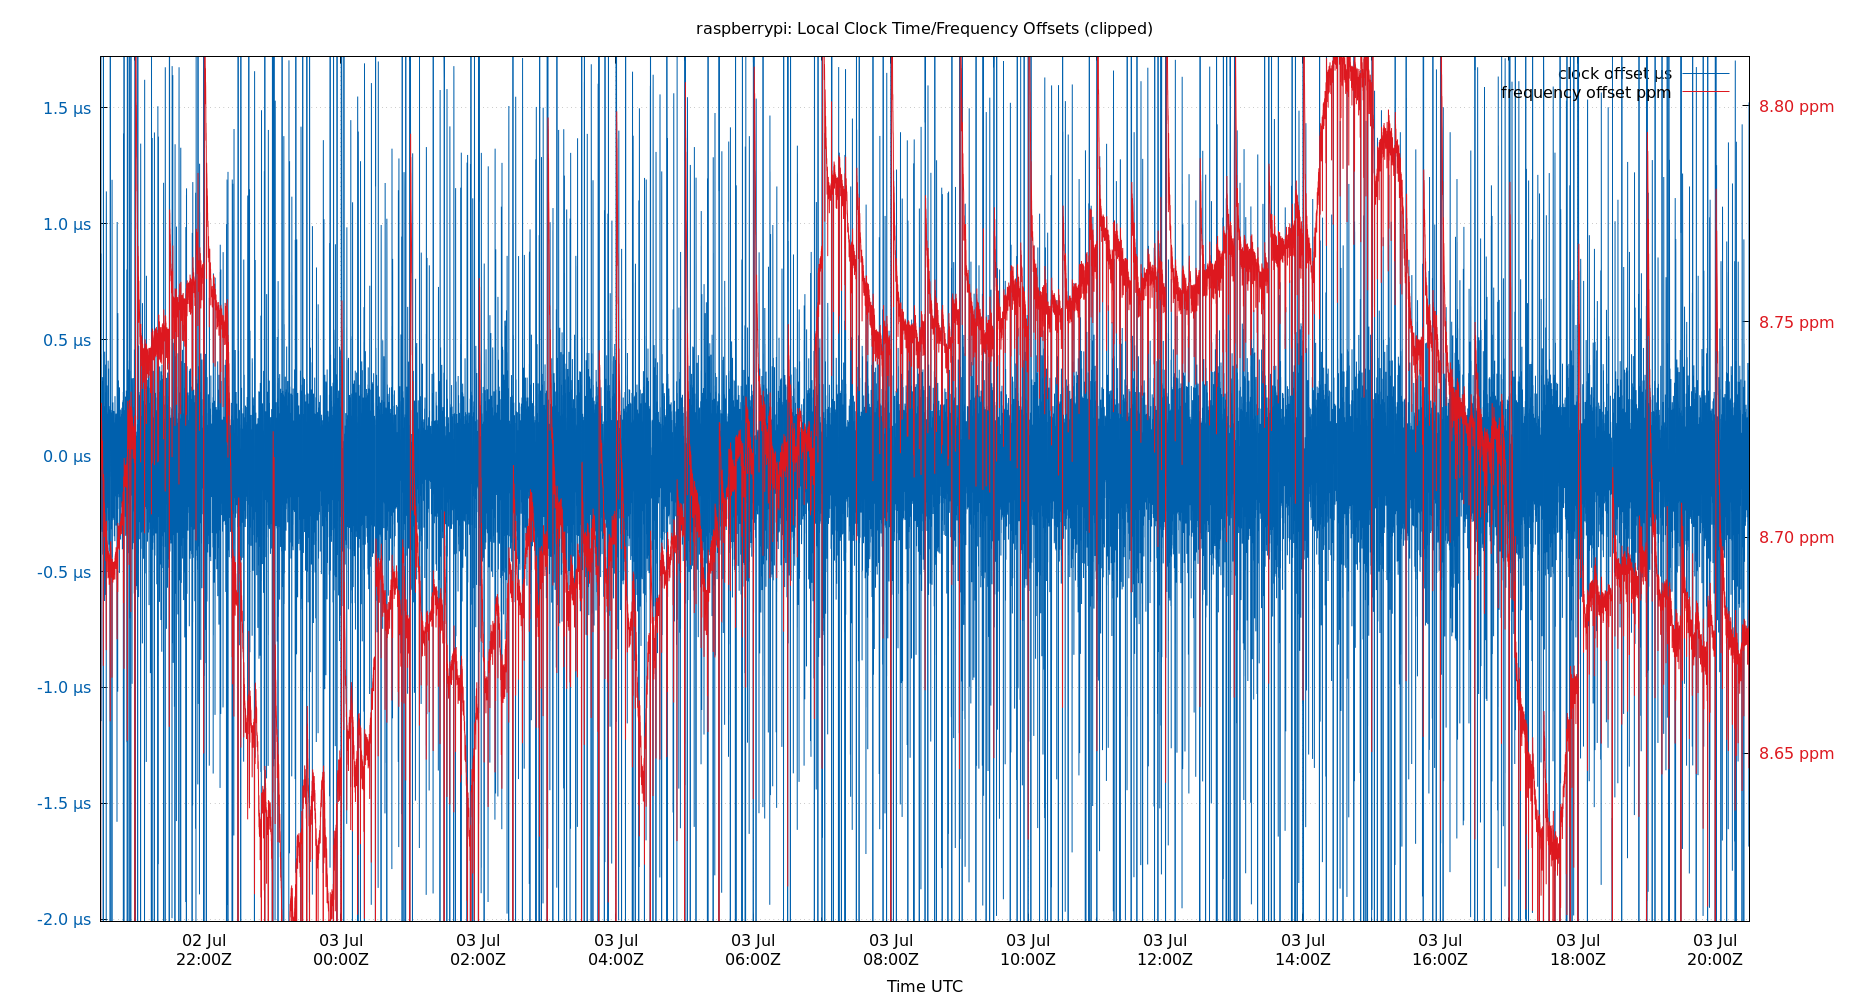 raspberrypi: Local Clock Time/Frequency Offsets (clipped)
clock offset µs
frequency offset ppm
1.5 µs
1.0 µs
0.5 µs
0.0 µs
-0.5 µs
-1.0 µs
-1.5 µs
-2.0 µs
8.80 ppm
8.75 ppm
8.70 ppm
8.65 ppm
02 Jul 03 Jul 03 Jul 03 Jul 03 Jul 03 Jul 03 Jul 03 Jul 03 Jul 03 Jul 03 Jul 03 Jul
22:00Z 00:00Z 02:00Z 04:00Z 06:00Z 08:00Z 10:00Z 12:00Z 14:00Z 16:00Z 18:00Z 20:00Z
Time UTC